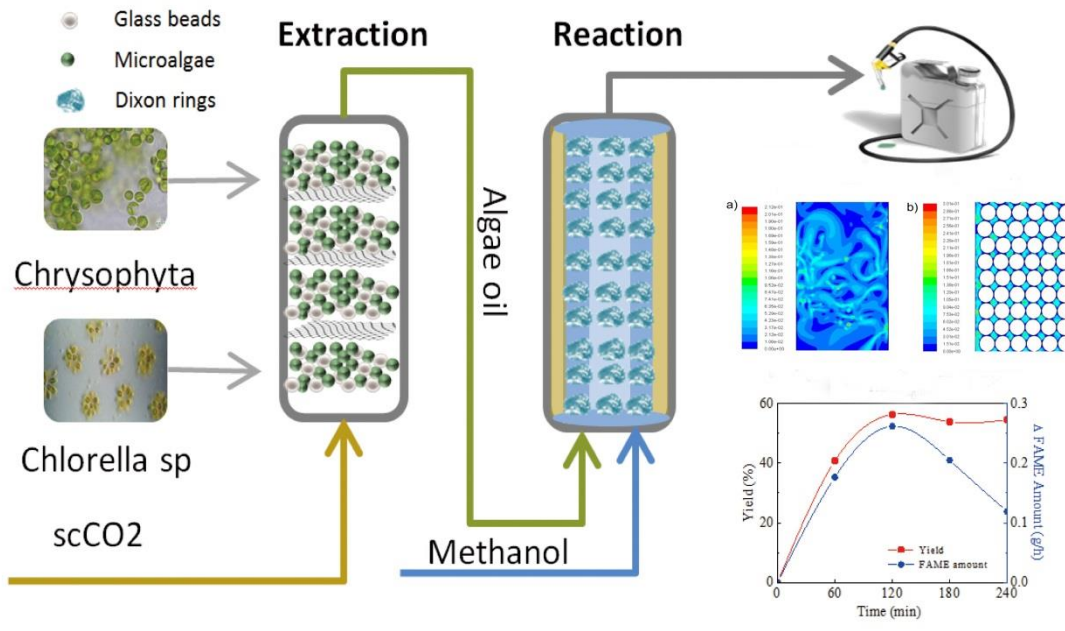 Glass beads
Microalgae
Dixon rings
Extraction
Reaction
Chrysophyta
Chlorella sp
scCO2
Algae oil
Methanol
a)
b)
60
40
20
0
Yield (%)
0.3
0.2
0.1
0.0
Δ FAME Amount (g/h)
Yield
FAME amount
0 60 120 180 240
Time (min)